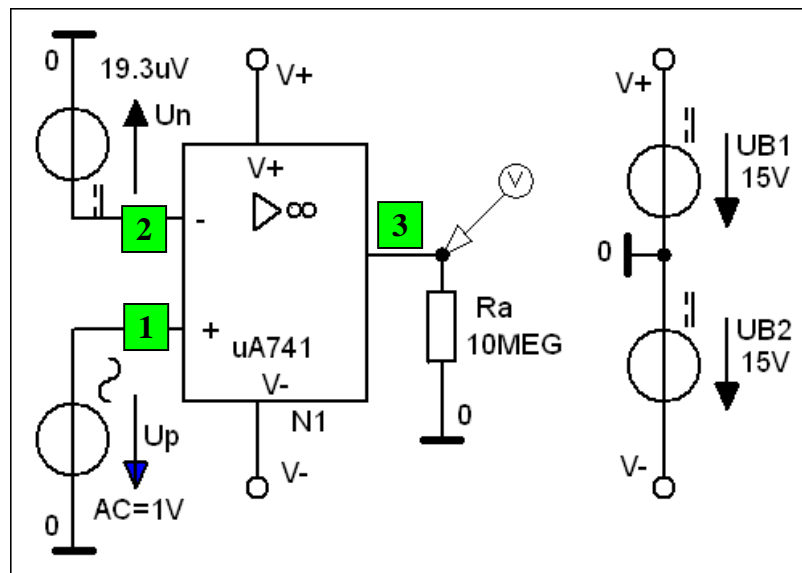 0
19.3uV
Un
V+
V+
2
-
∞
3
V
1
+
uA741
V-
N1
Up
AC=1V
0
V-
Ra
10MEG
0
V+
UB1
15V
0
UB2
15V
V-